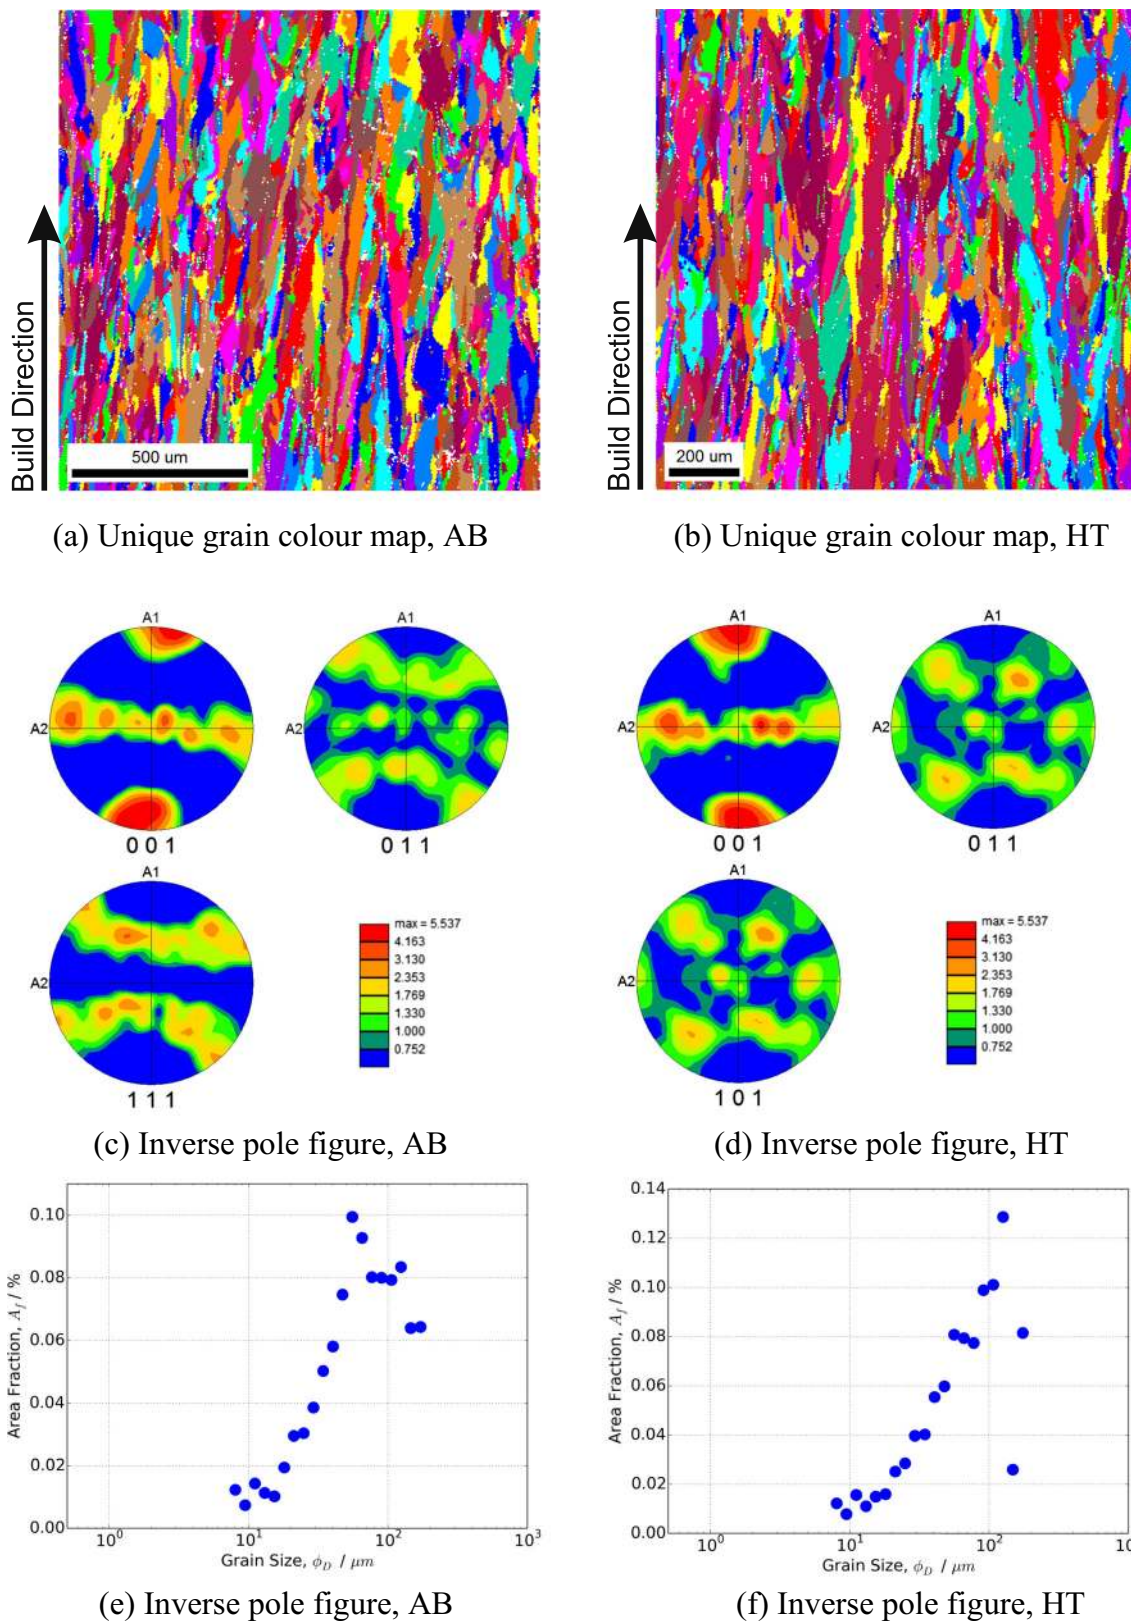 Build Direction
500 um
Build Direction
200 um
(a) Unique grain colour map, AB
(b) Unique grain colour map, HT
A1
A2
0 0 1
0 1 1
A1
A2
1 1 1
max = 5.537
4.163
3.130
2.353
1.769
1.330
1.000
0.752
A1
A2
0 0 1
A1
A2
0 1 1
A1
A2
1 0 1
max = 5.537
4.163
3.130
2.353
1.769
1.330
1.000
0.752
(c) Inverse pole figure, AB
(d) Inverse pole figure, HT
Area Fraction, A_f / %
0.10
0.08
0.06
0.04
0.02
0.00
10^0
10^1
10^2
10^3
Grain Size, ϕ_D / μm
Area Fraction, A_f / %
0.14
0.12
0.10
0.08
0.06
0.04
0.02
0.00
10^0
10^1
10^2
Grain Size, ϕ_D / μm
(e) Inverse pole figure, AB
(f) Inverse pole figure, HT